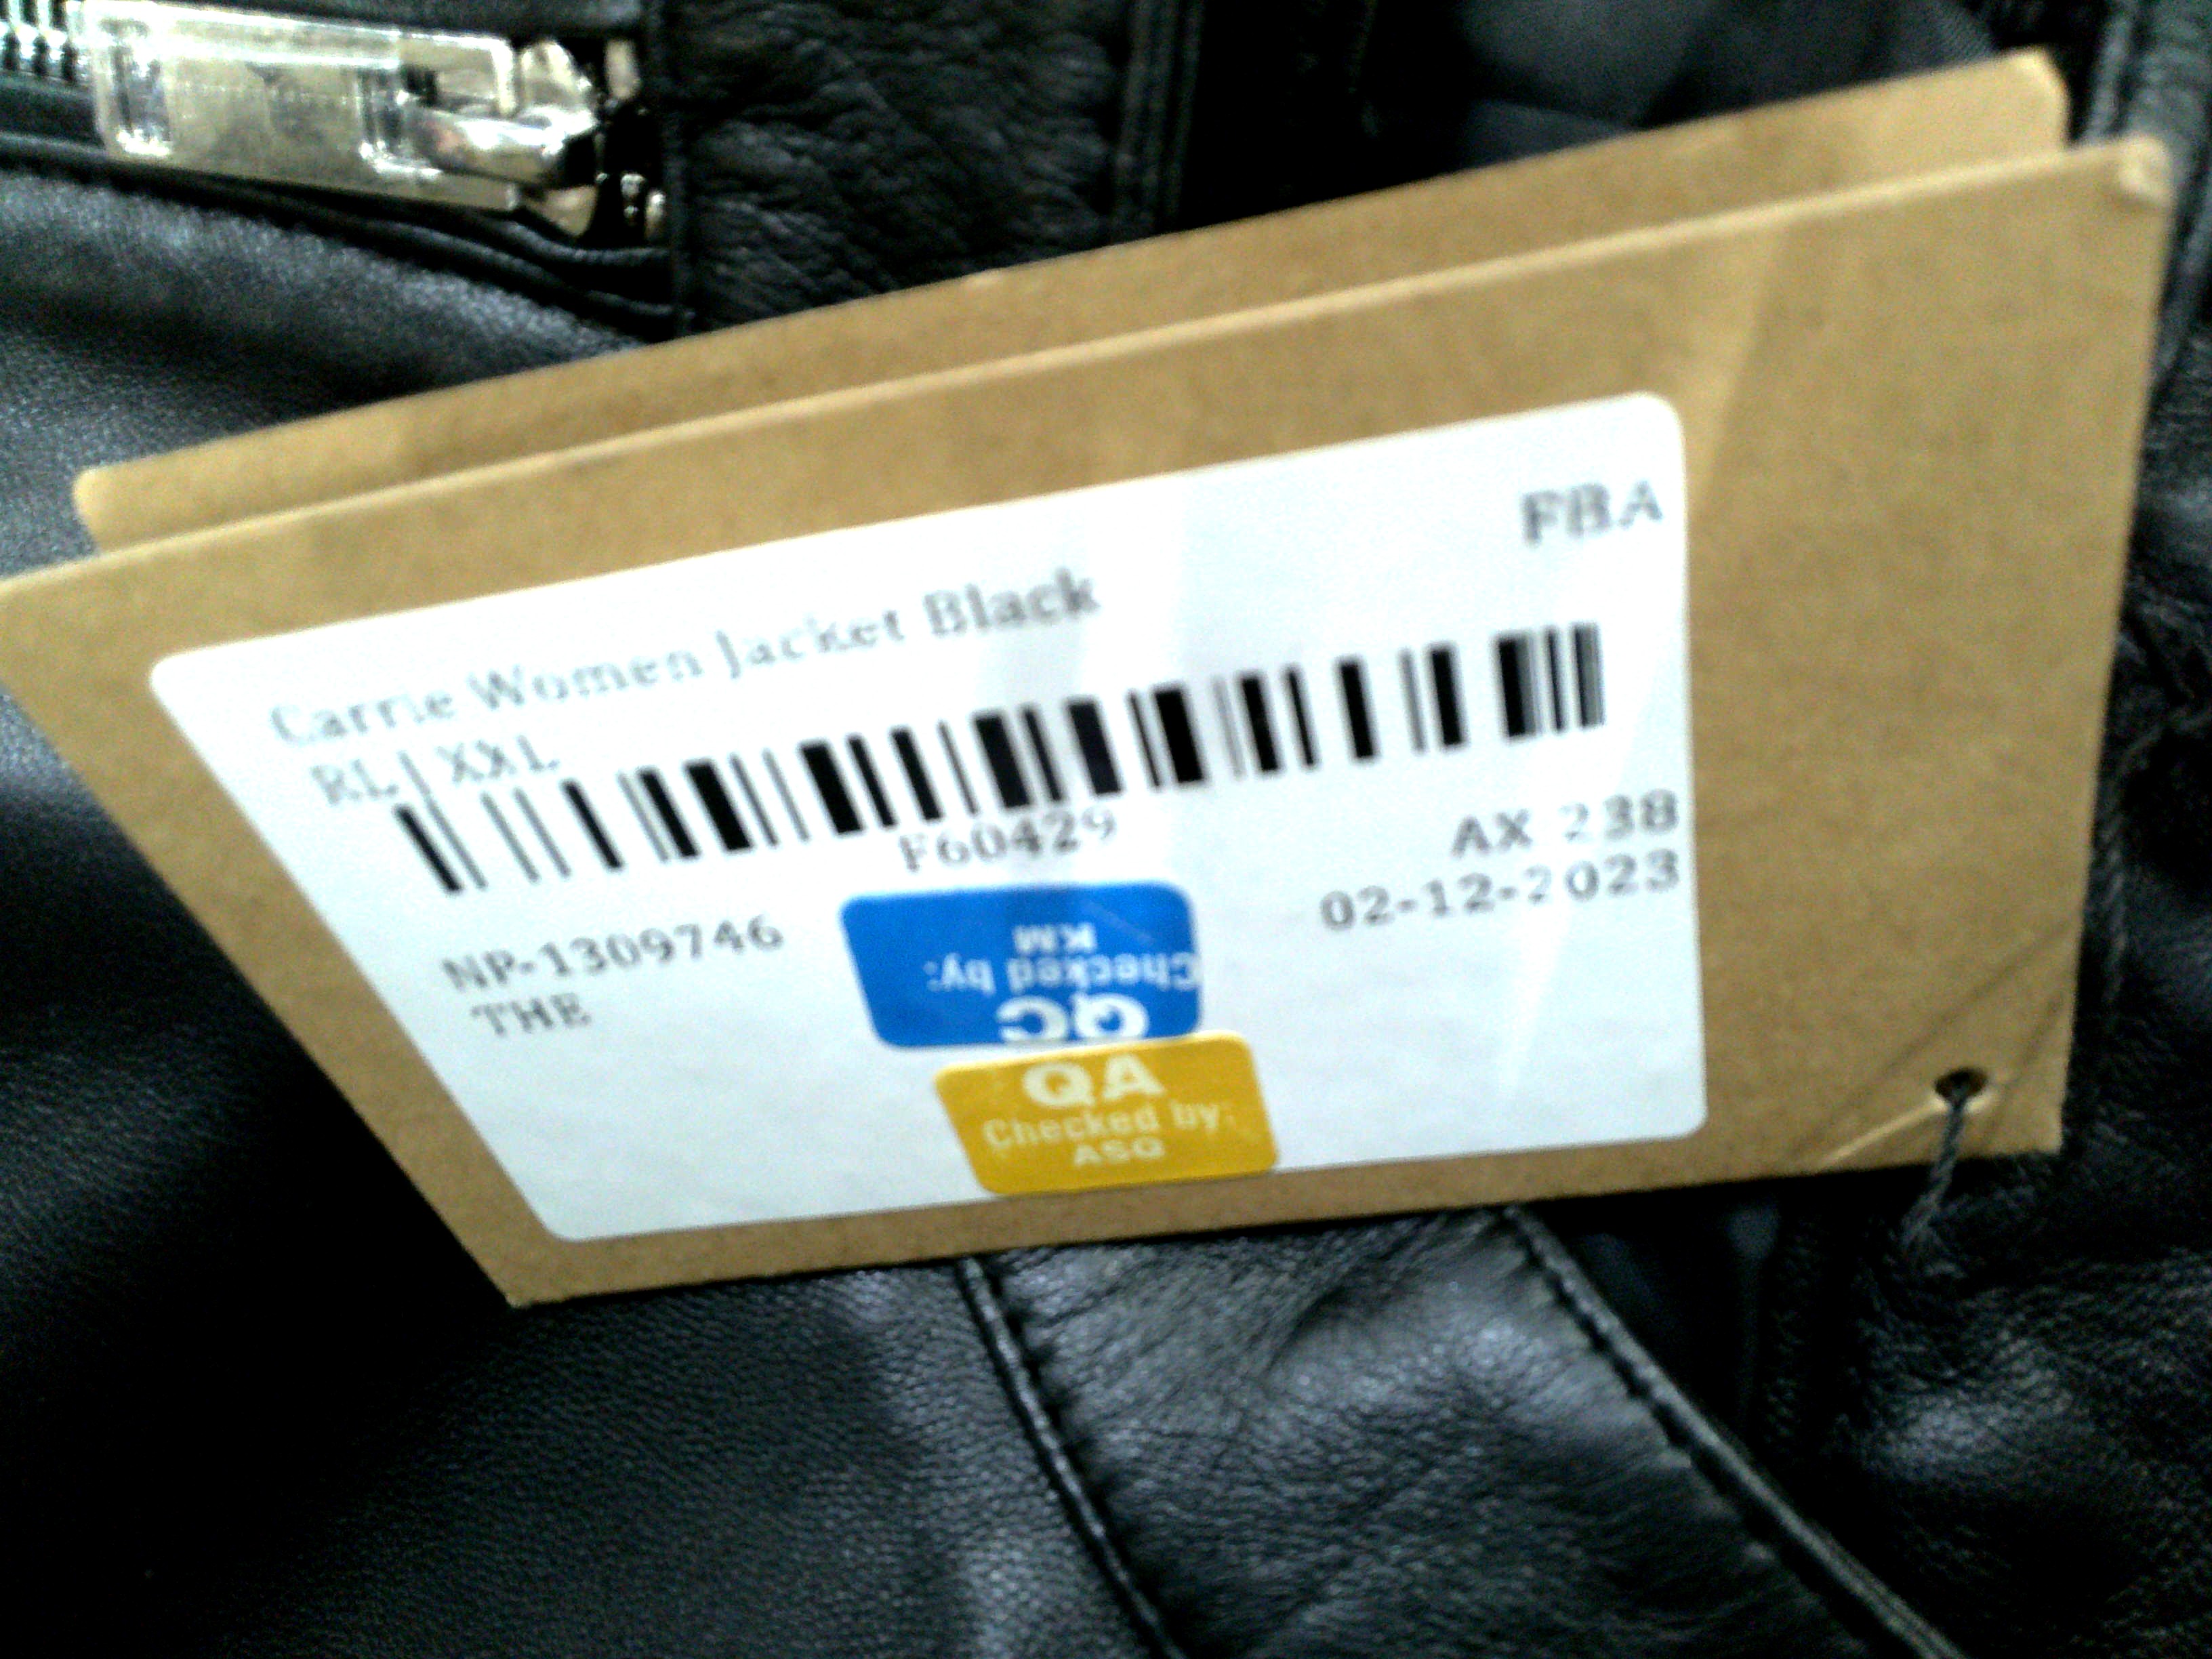 FBA
Carrie Women Jacket Black
RL | XXL
F60429
AX 238
02-12-2023
NP-1309746
THE
QC
Checked by:
KM
QA
Checked by:
ASG